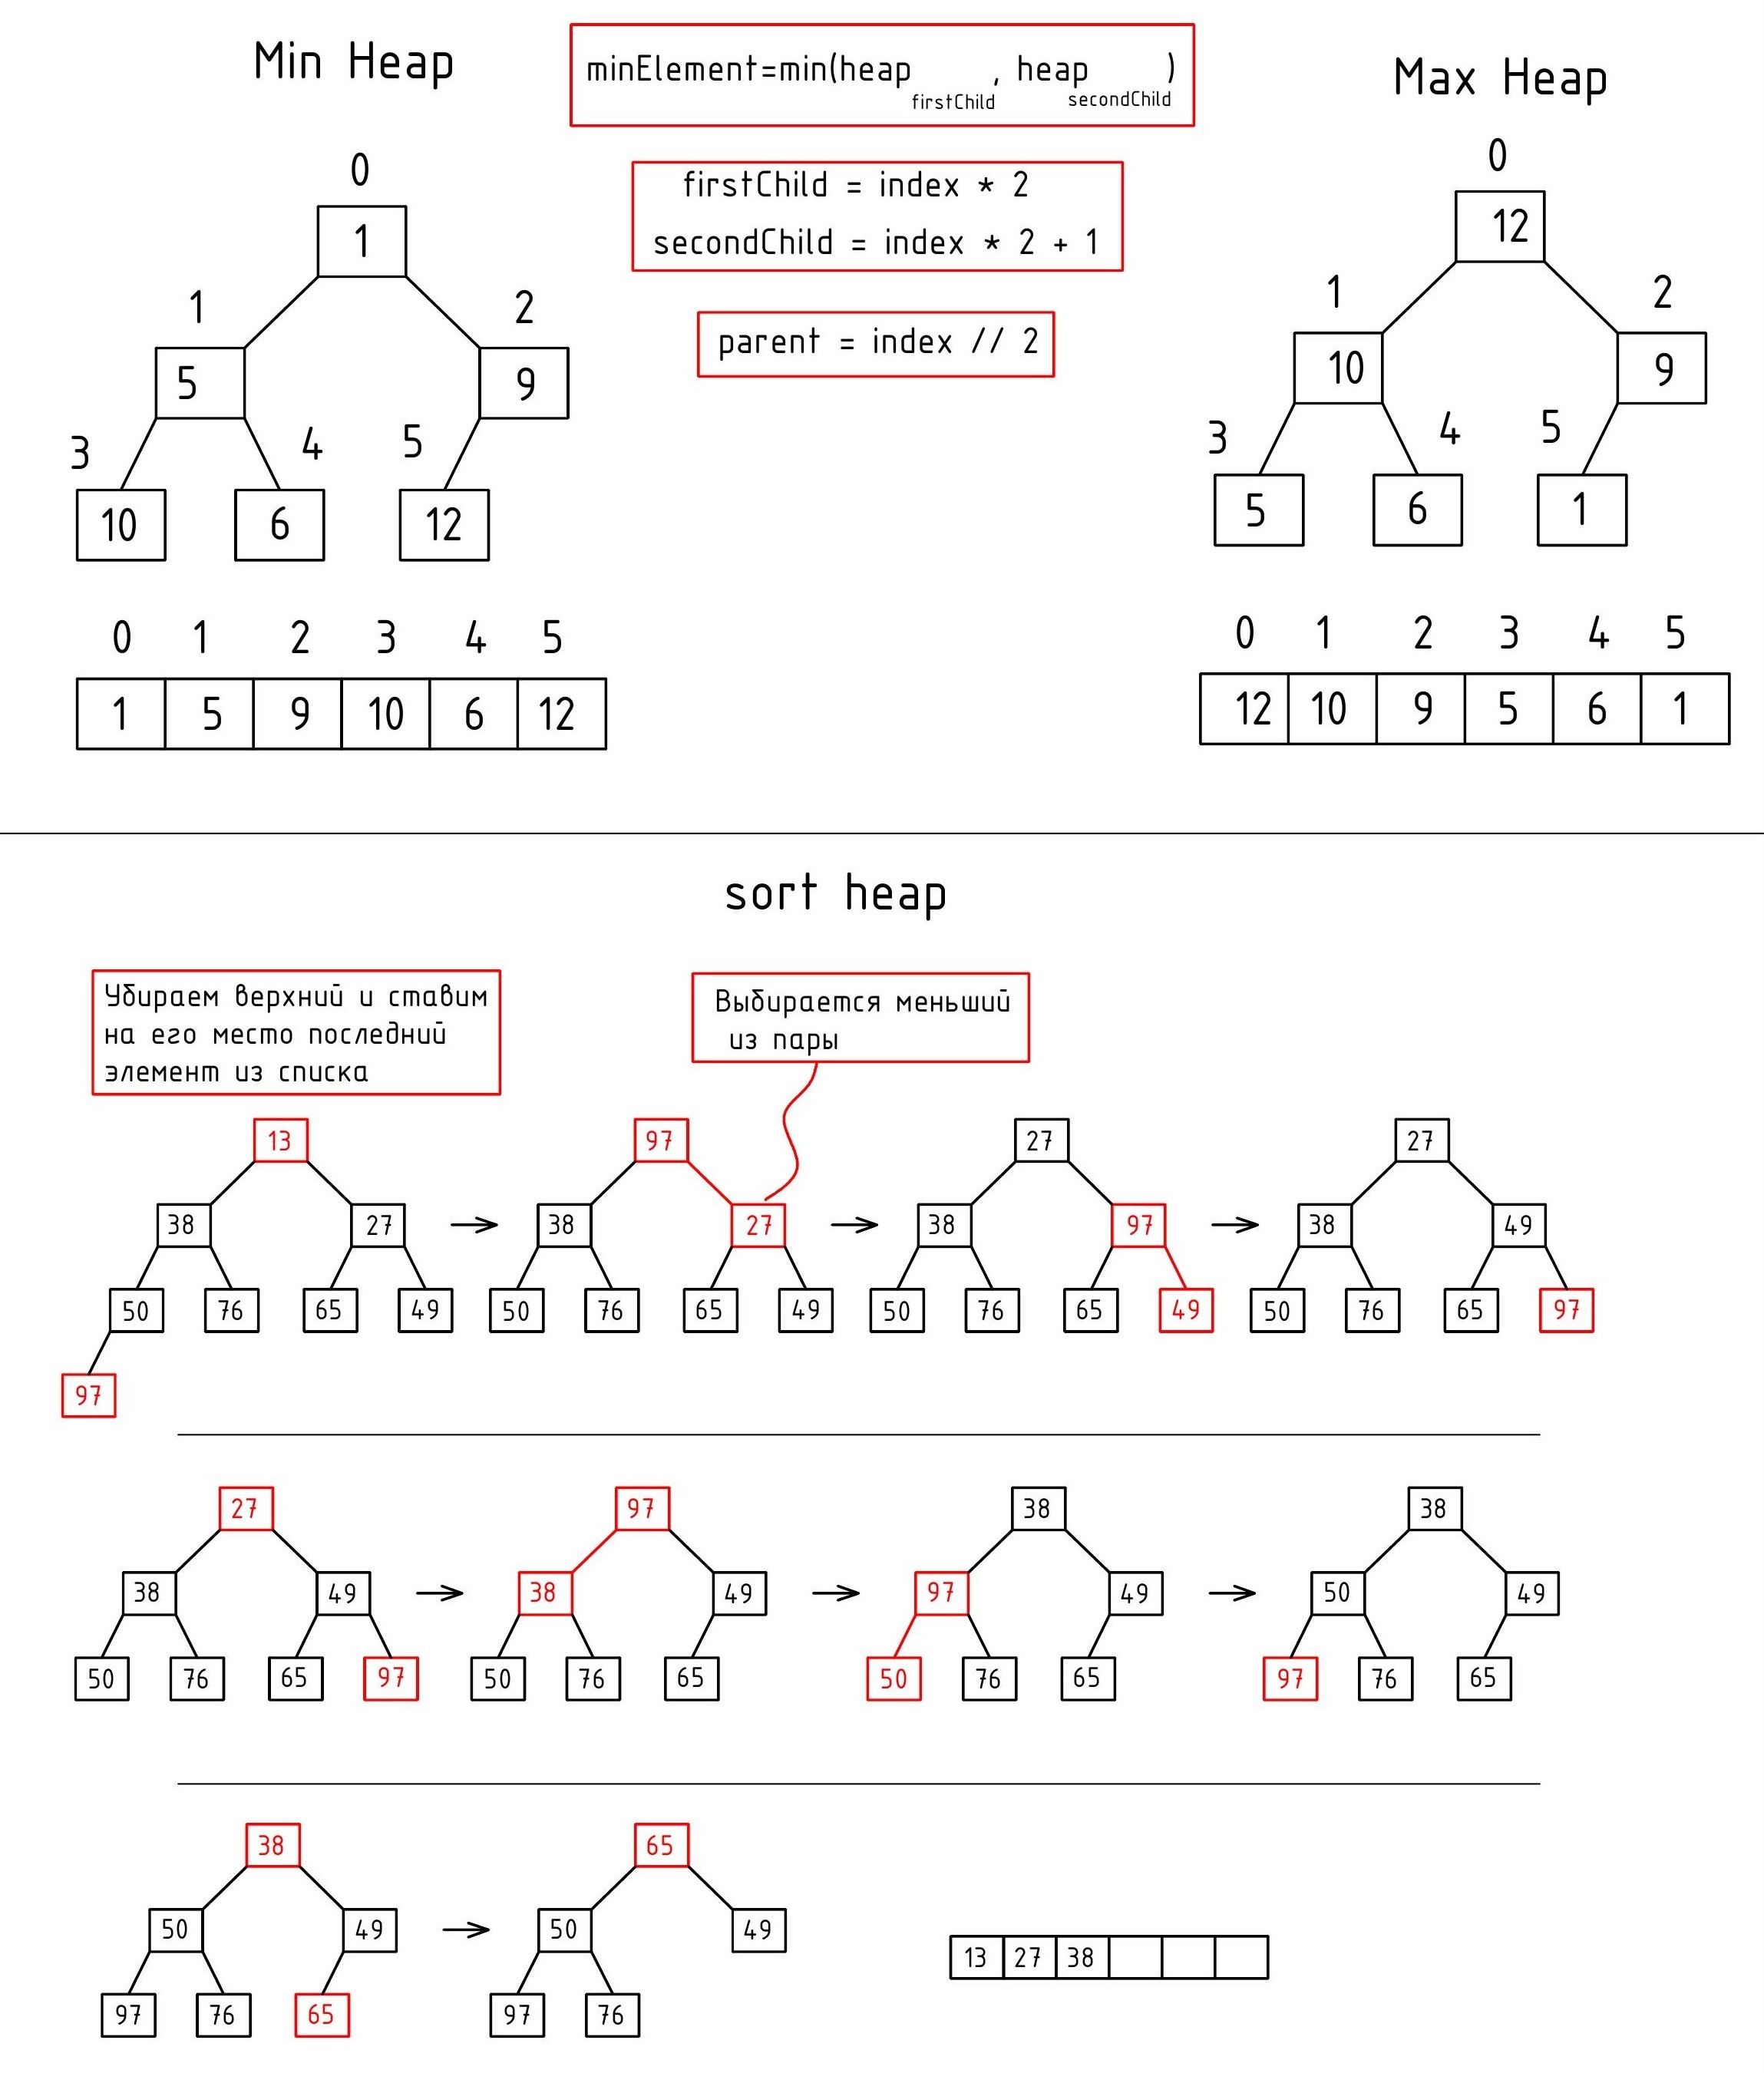 Min Heap
minElement=min(heap firstChild, heap secondChild)
Max Heap
firstChild = index * 2
secondChild = index * 2 + 1
parent = index // 2
0
1
1 2
5 9
3 4 5
10 6 12
0 1 2 3 4 5
1 5 9 10 6 12
0
12
1 2
10 9
3 4 5
5 6 1
0 1 2 3 4 5
12 10 9 5 6 1
sort heap
Убираем верхний и ставим
на его место последний
элемент из списка
Выбирается меньший
из пары
13
38 27
50 76 65 49
97
97
38 27
50 76 65 49
27
38 97
50 76 65 49
27
38 49
50 76 65 97
27
38 49
50 76 65 97
97
38 49
50 76 65
38
97 49
50 76 65
38
50 49
97 76 65
38
50 49
97 76 65
65
50 49
97 76
13 27 38